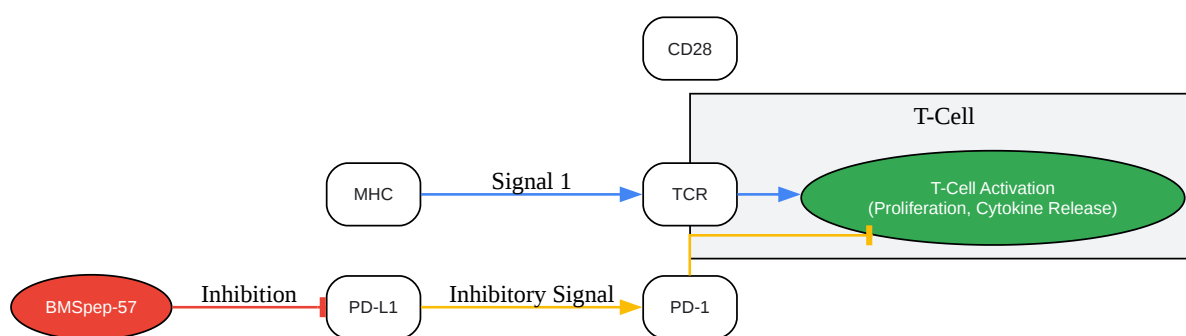 CD28
T-Cell
MHC
Signal 1
TCR
T-Cell Activation
(Proliferation, Cytokine Release)
BMSpep-57
Inhibition
PD-L1
Inhibitory Signal
PD-1